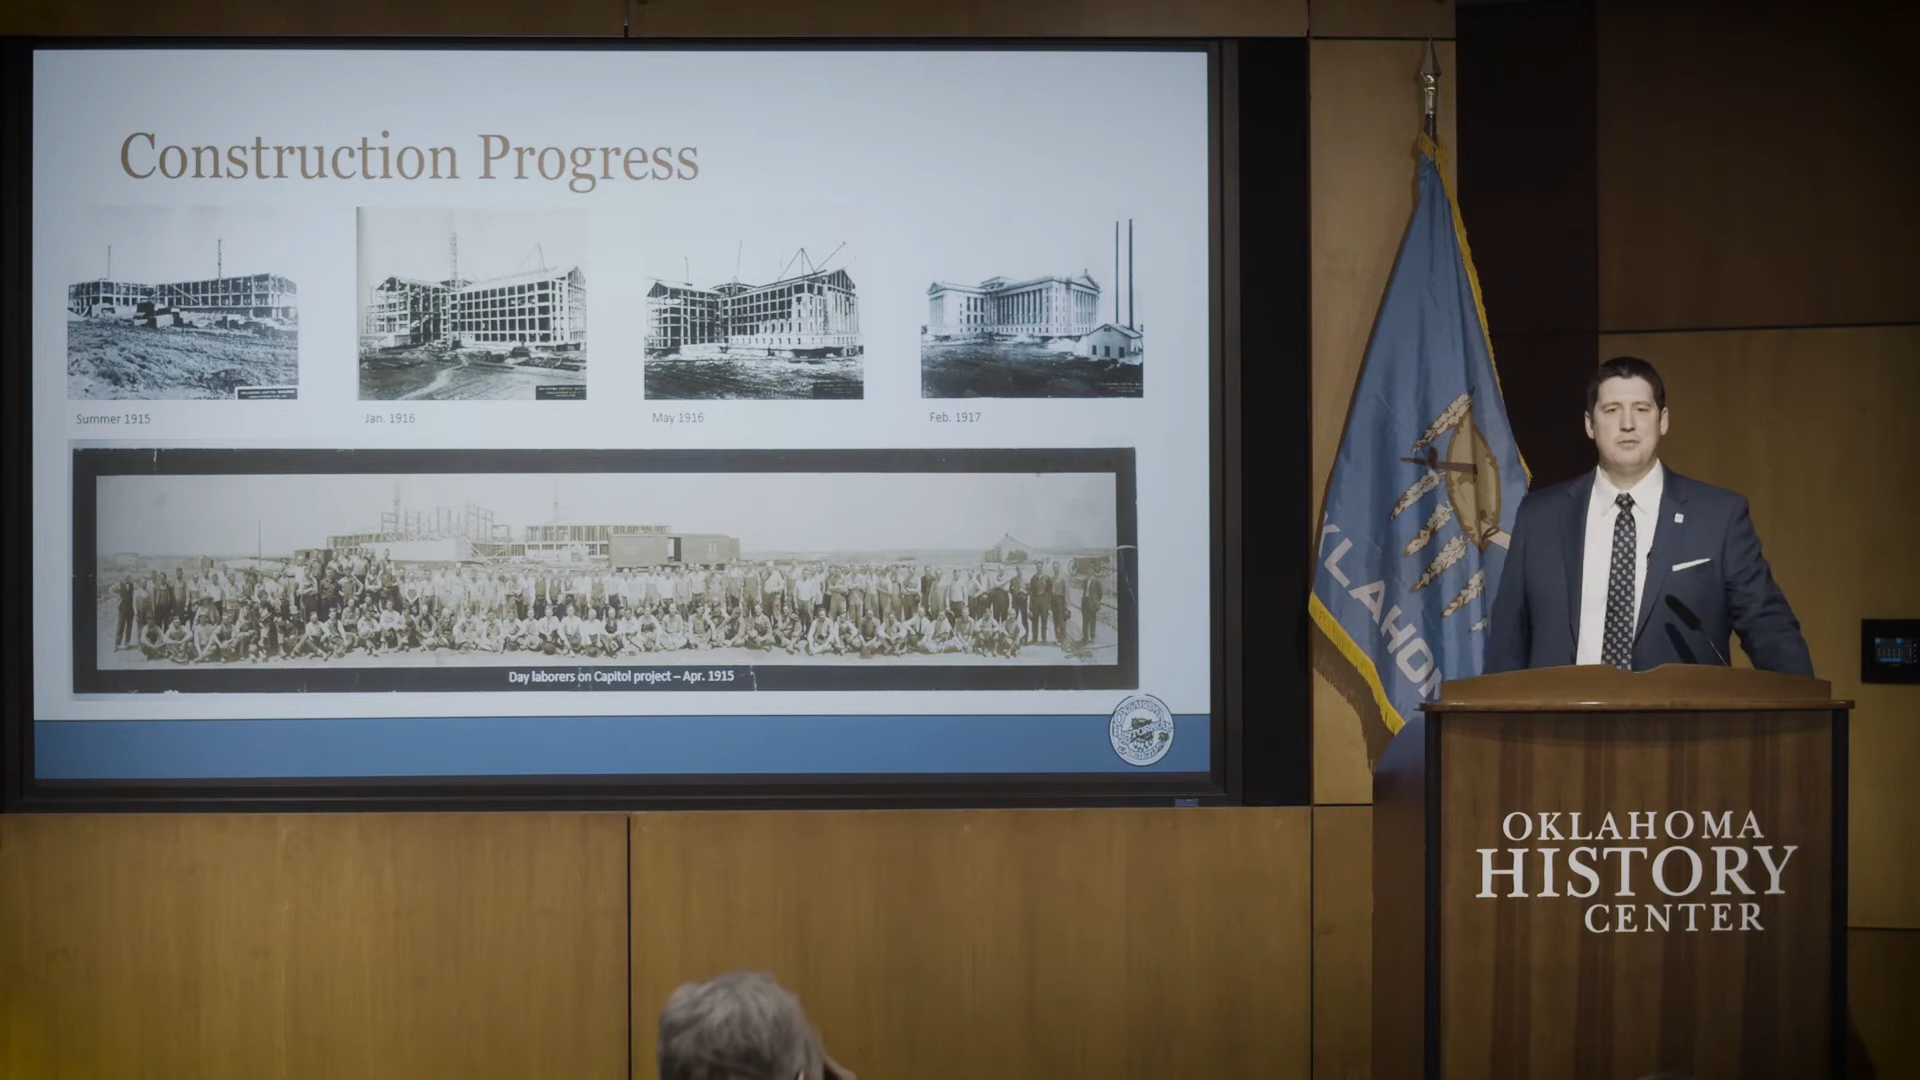 Construction Progress
Summer 1915
Jan. 1916
May 1916
Feb. 1917
Day laborers on Capitol project – Apr. 1915
OKLAHOMA
HISTORY
CENTER